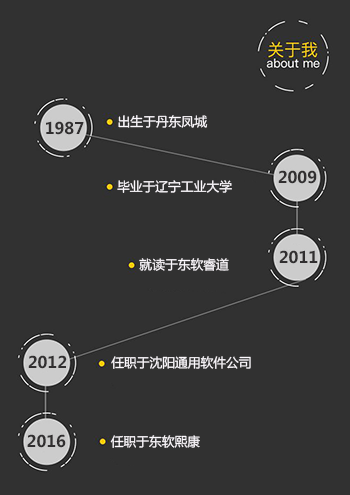 关于我
about me
1987
出生于丹东凤城
2009
毕业于辽宁工业大学
2011
就读于东软睿道
2012
任职于沈阳通用软件公司
2016
任职于东软熙康